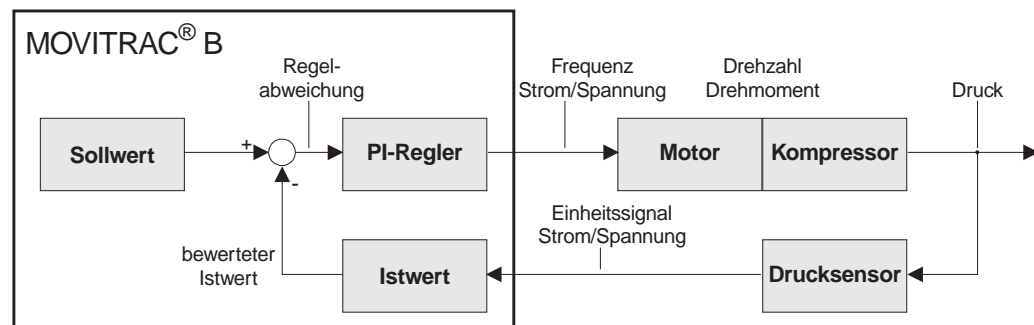 MOVITRAC® B
Regel-
abweichung
Frequenz
Strom/Spannung
Drehzahl
Drehmoment
Druck
Sollwert
+
-
PI-Regler
Motor
Kompressor
bewerteter
Istwert
Istwert
Einheitssignal
Strom/Spannung
Drucksensor